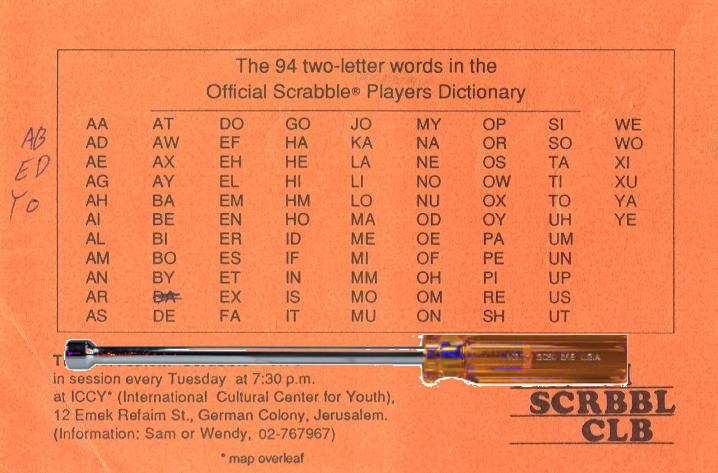 The 94 two-letter words in the
Official Scrabble® Players Dictionary
AA AT DO GO JO MY OP SI WE
AD AW EF HA KA NA OR SO WO
AE AX EH HE LA NE OS TA XI
AG AY EL HI LI NO OW TI XU
AH BA EM HM LO NU OX TO YA
AI BE EN HO MA OD OY UH YE
AL BI ER ID ME OE PA UM
AM BO ES IF MI OF PE UN
AN BY ET IN MM OH PI UP
AR DA EX IS MO OM RE US
AS DE FA IT MU ON SH UT
AB
ED
YO
U.S.A.
in session every Tuesday at 7:30 p.m.
at ICCY* (International Cultural Center for Youth),
12 Emek Refaim St., German Colony, Jerusalem.
(Information: Sam or Wendy, 02-767967)
* map overleaf
SCRBBL
CLB